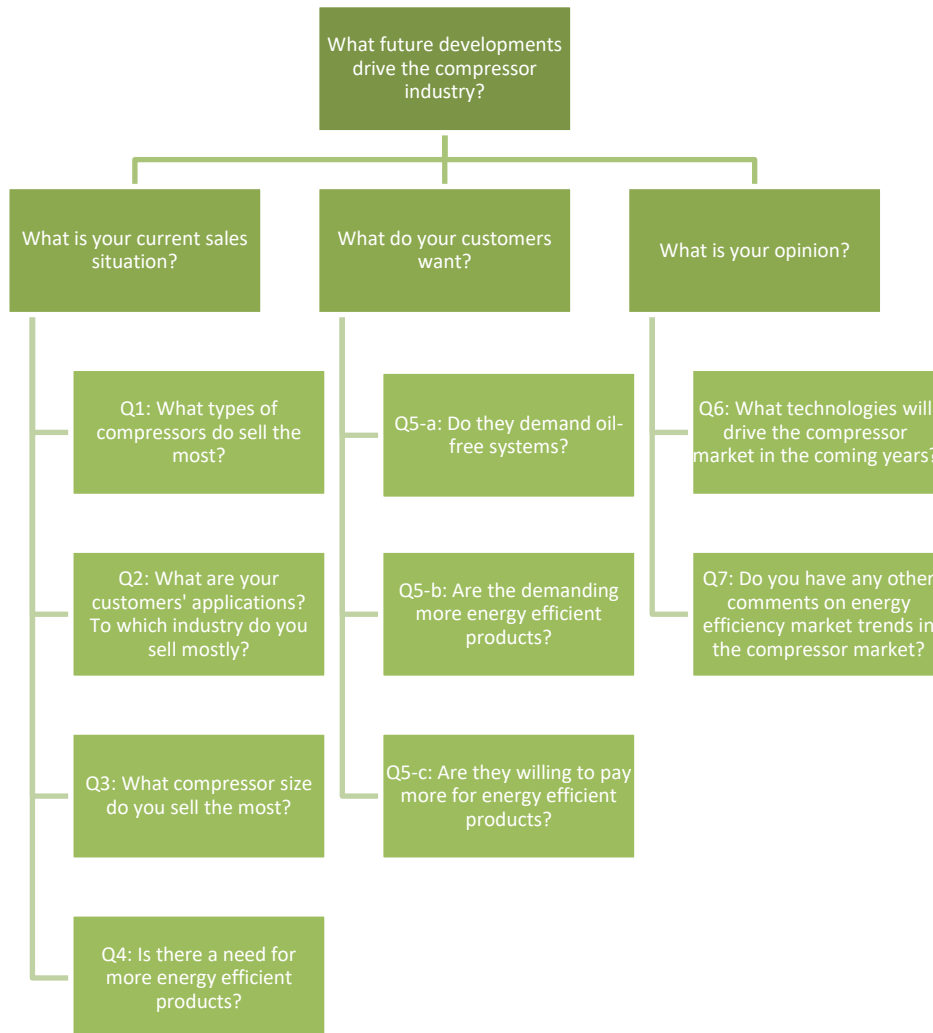 What future developments
drive the compressor
industry?
What is your current sales
situation?
What do your customers
want?
What is your opinion?
Q1: What types of
compressors do sell the
most?
Q2: What are your
customers' applications?
To which industry do you
sell mostly?
Q3: What compressor size
do you sell the most?
Q4: Is there a need for
more energy efficient
products?
Q5-a: Do they demand oil-
free systems?
Q5-b: Are the demanding
more energy efficient
products?
Q5-c: Are they willing to pay
more for energy efficient
products?
Q6: What technologies will
drive the compressor
market in the coming years?
Q7: Do you have any other
comments on energy
efficiency market trends in
the compressor market?